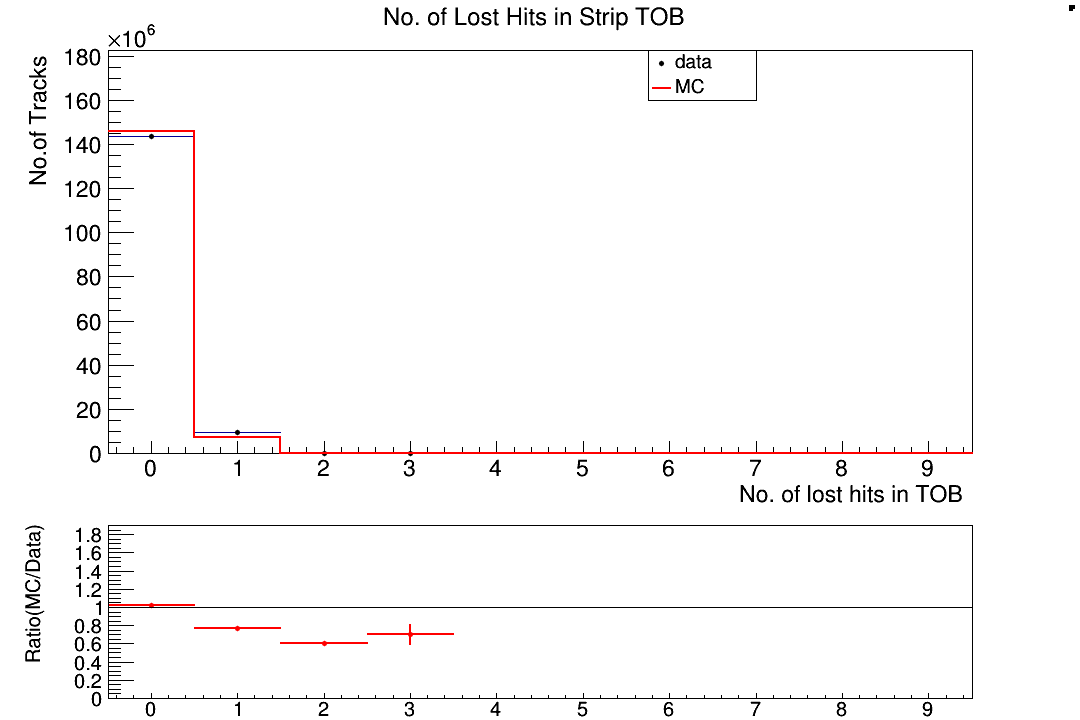 No. of Lost Hits in Strip TOB
×10⁶
No.of Tracks
180
160
140
120
100
80
60
40
20
0
data
MC
0 1 2 3 4 5 6 7 8 9
No. of lost hits in TOB
Ratio(MC/Data)
1.8
1.6
1.4
1.2
1
0.8
0.6
0.4
0.2
0
0 1 2 3 4 5 6 7 8 9